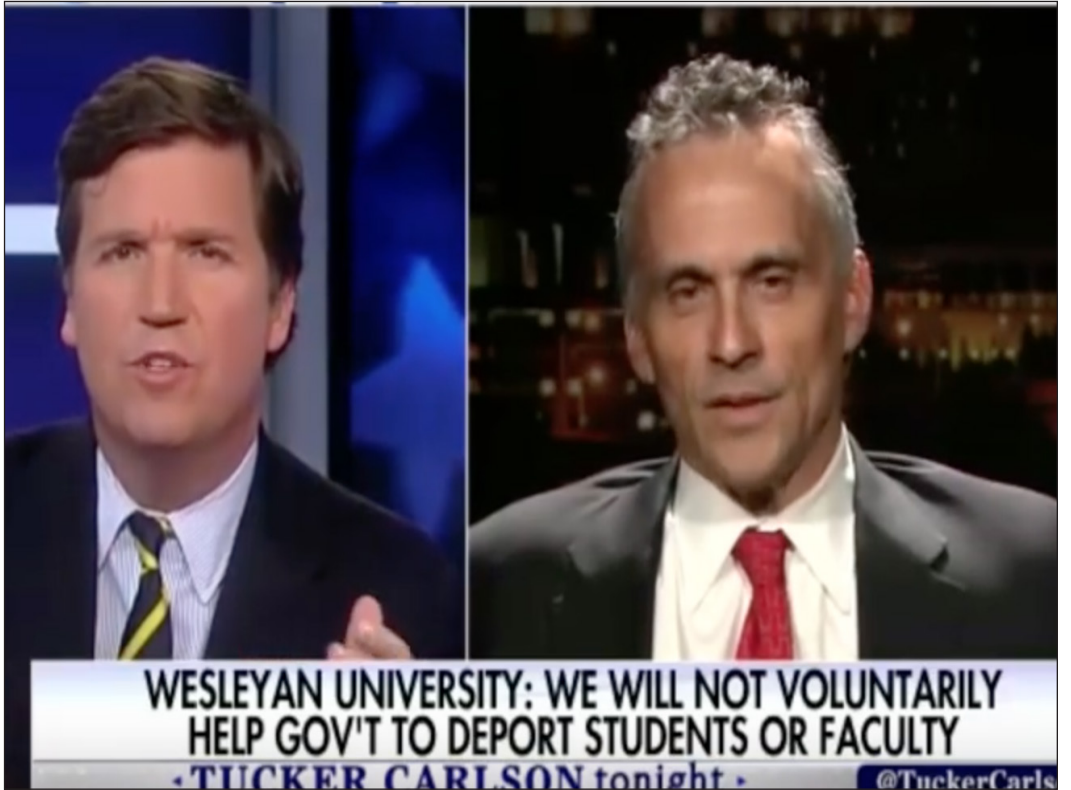 WESLEYAN UNIVERSITY: WE WILL NOT VOLUNTARILY
HELP GOV'T TO DEPORT STUDENTS OR FACULTY
TUCKER CARLSON tonight
@TuckerCarls